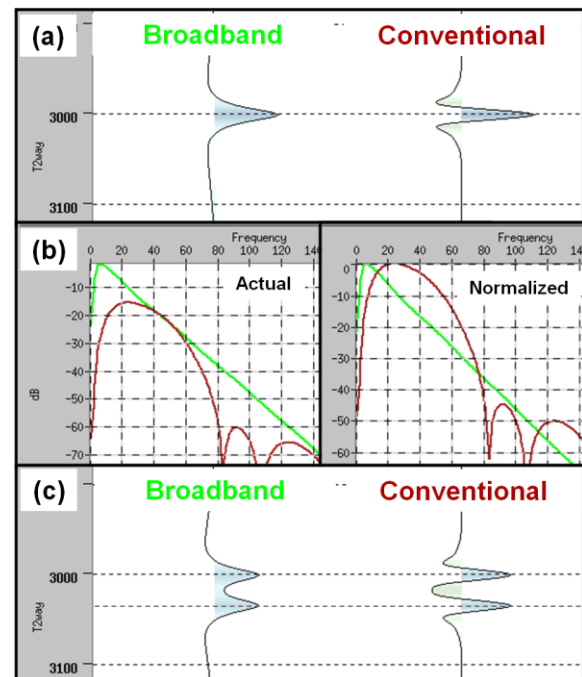 (a) Broadband Conventional
3000
T2way
3100
(b) Frequency Frequency
0 20 40 60 80 100 120 14 0 20 40 60 80 100 120 14
0
Actual Normalized
-10 -10
-20 -20
-30 -30
-40 -40
dB
-50 -50
-60 -60
-70
(c) Broadband Conventional
3000
T2way
3100